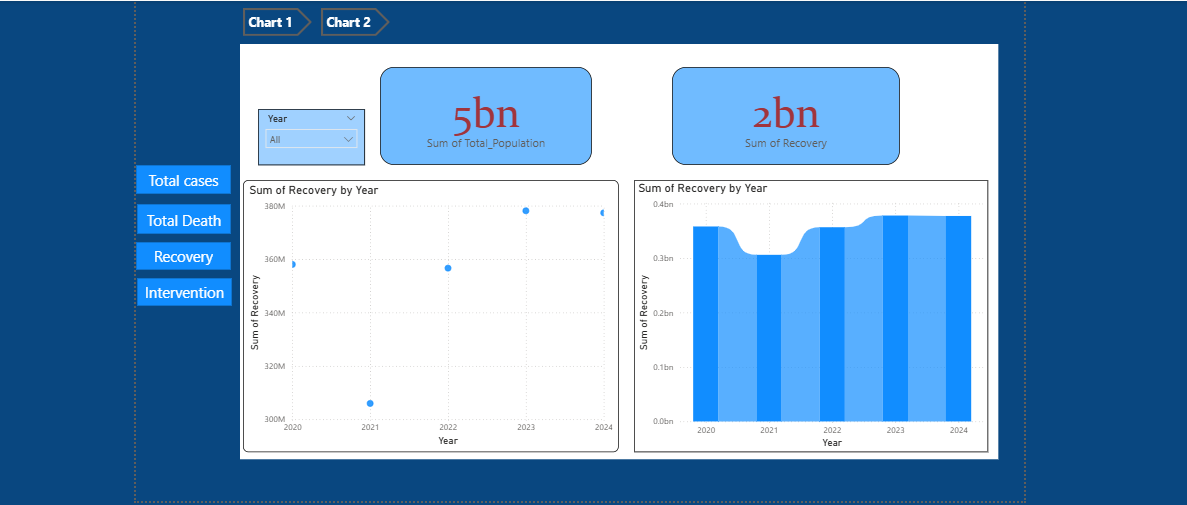 Chart 1
Chart 2
Year
All
5bn
Sum of Total_Population
2bn
Sum of Recovery
Total cases
Total Death
Recovery
Intervention
Sum of Recovery by Year
380M
360M
340M
320M
300M
Sum of Recovery
2020 2021 2022 2023 2024
Year
Sum of Recovery by Year
0.4bn
0.3bn
0.2bn
0.1bn
0.0bn
Sum of Recovery
2020 2021 2022 2023 2024
Year